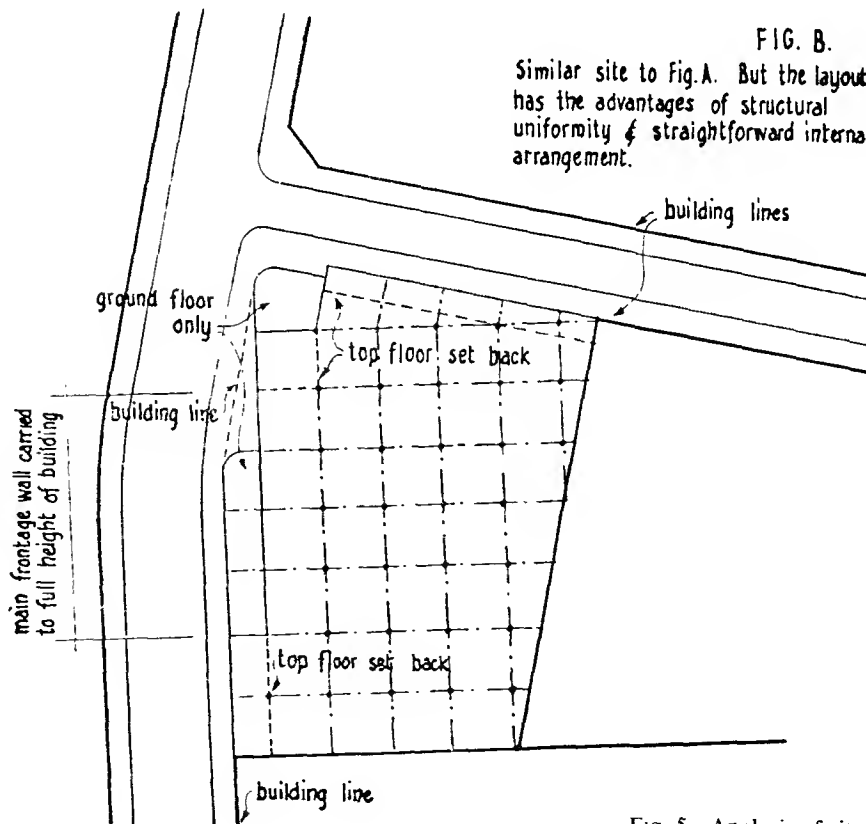 FIG. B.
Similar site to Fig.A. But the layout
has the advantages of structural
uniformity & straightforward interna
arrangement.
building lines
ground floor
only
top floor set back
building line
main frontage wall carried
to full height of building
top floor set back
building line